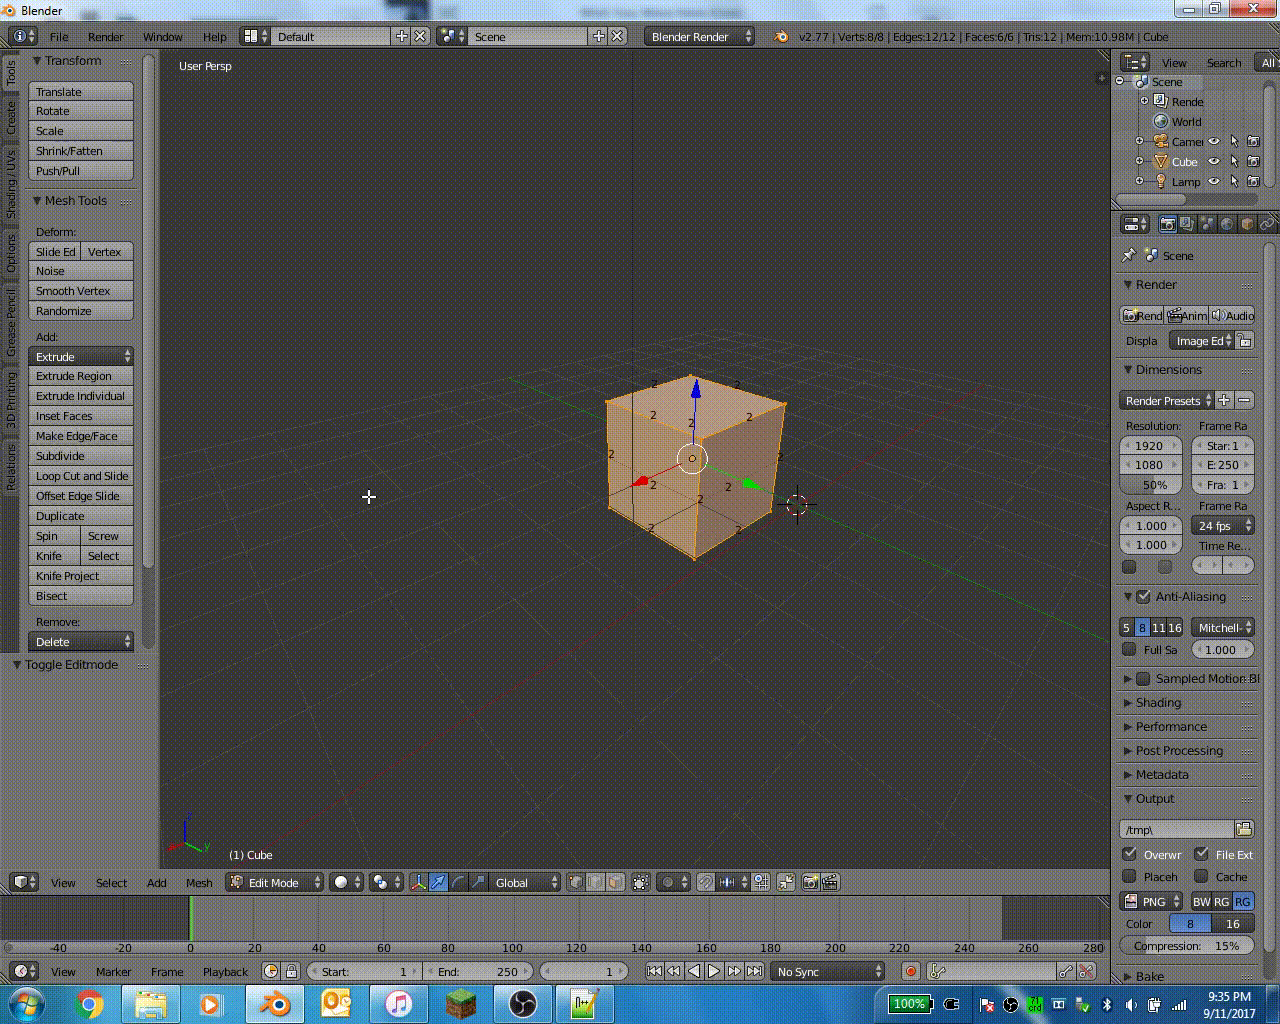 Blender
File Render Window Help Default Scene Blender Render v2.77 | Verts:8/8 | Edges:12/12 | Faces:6/6 | Tris:12 | Mem:10.98M | Cube
Tools
Create
Shading / UVs
Options
Grease Pencil
3D Printing
Relations
Transform
Translate
Rotate
Scale
Shrink/Fatten
Push/Pull
Mesh Tools
Deform:
Slide Ed Vertex
Noise
Smooth Vertex
Randomize
Add:
Extrude
Extrude Region
Extrude Individual
Inset Faces
Make Edge/Face
Subdivide
Loop Cut and Slide
Offset Edge Slide
Duplicate
Spin Screw
Knife Select
Knife Project
Bisect
Remove:
Delete
Toggle Editmode
User Persp
2 2
2 2 2
2 2
2 2 2
2 2
z
x y
(1) Cube
View Select Add Mesh Edit Mode Global
View Search All
Scene
Rende
World
Camer
Cube
Lamp
Scene
Render
Rend Anim Audio
Displa Image Ed
Dimensions
Render Presets
Resolution: Frame Ra
1920 Star: 1
1080 E: 250
50% Fra: 1
Aspect R... Frame Ra
1.000 24 fps
1.000 Time Re...
Anti-Aliasing
5 8 11 16 Mitchell-
Full Sa 1.000
Sampled Motion Bl
Shading
Performance
Post Processing
Metadata
Output
/tmp\
Overwr File Ext
Placeh Cache
PNG BW RG RG
Color 8 16
Compression: 15%
Bake
-40 -20 0 20 40 60 80 100 120 140 160 180 200 220 240 260 280
View Marker Frame Playback Start: 1 End: 250 1 No Sync
100%
9:35 PM
9/11/2017